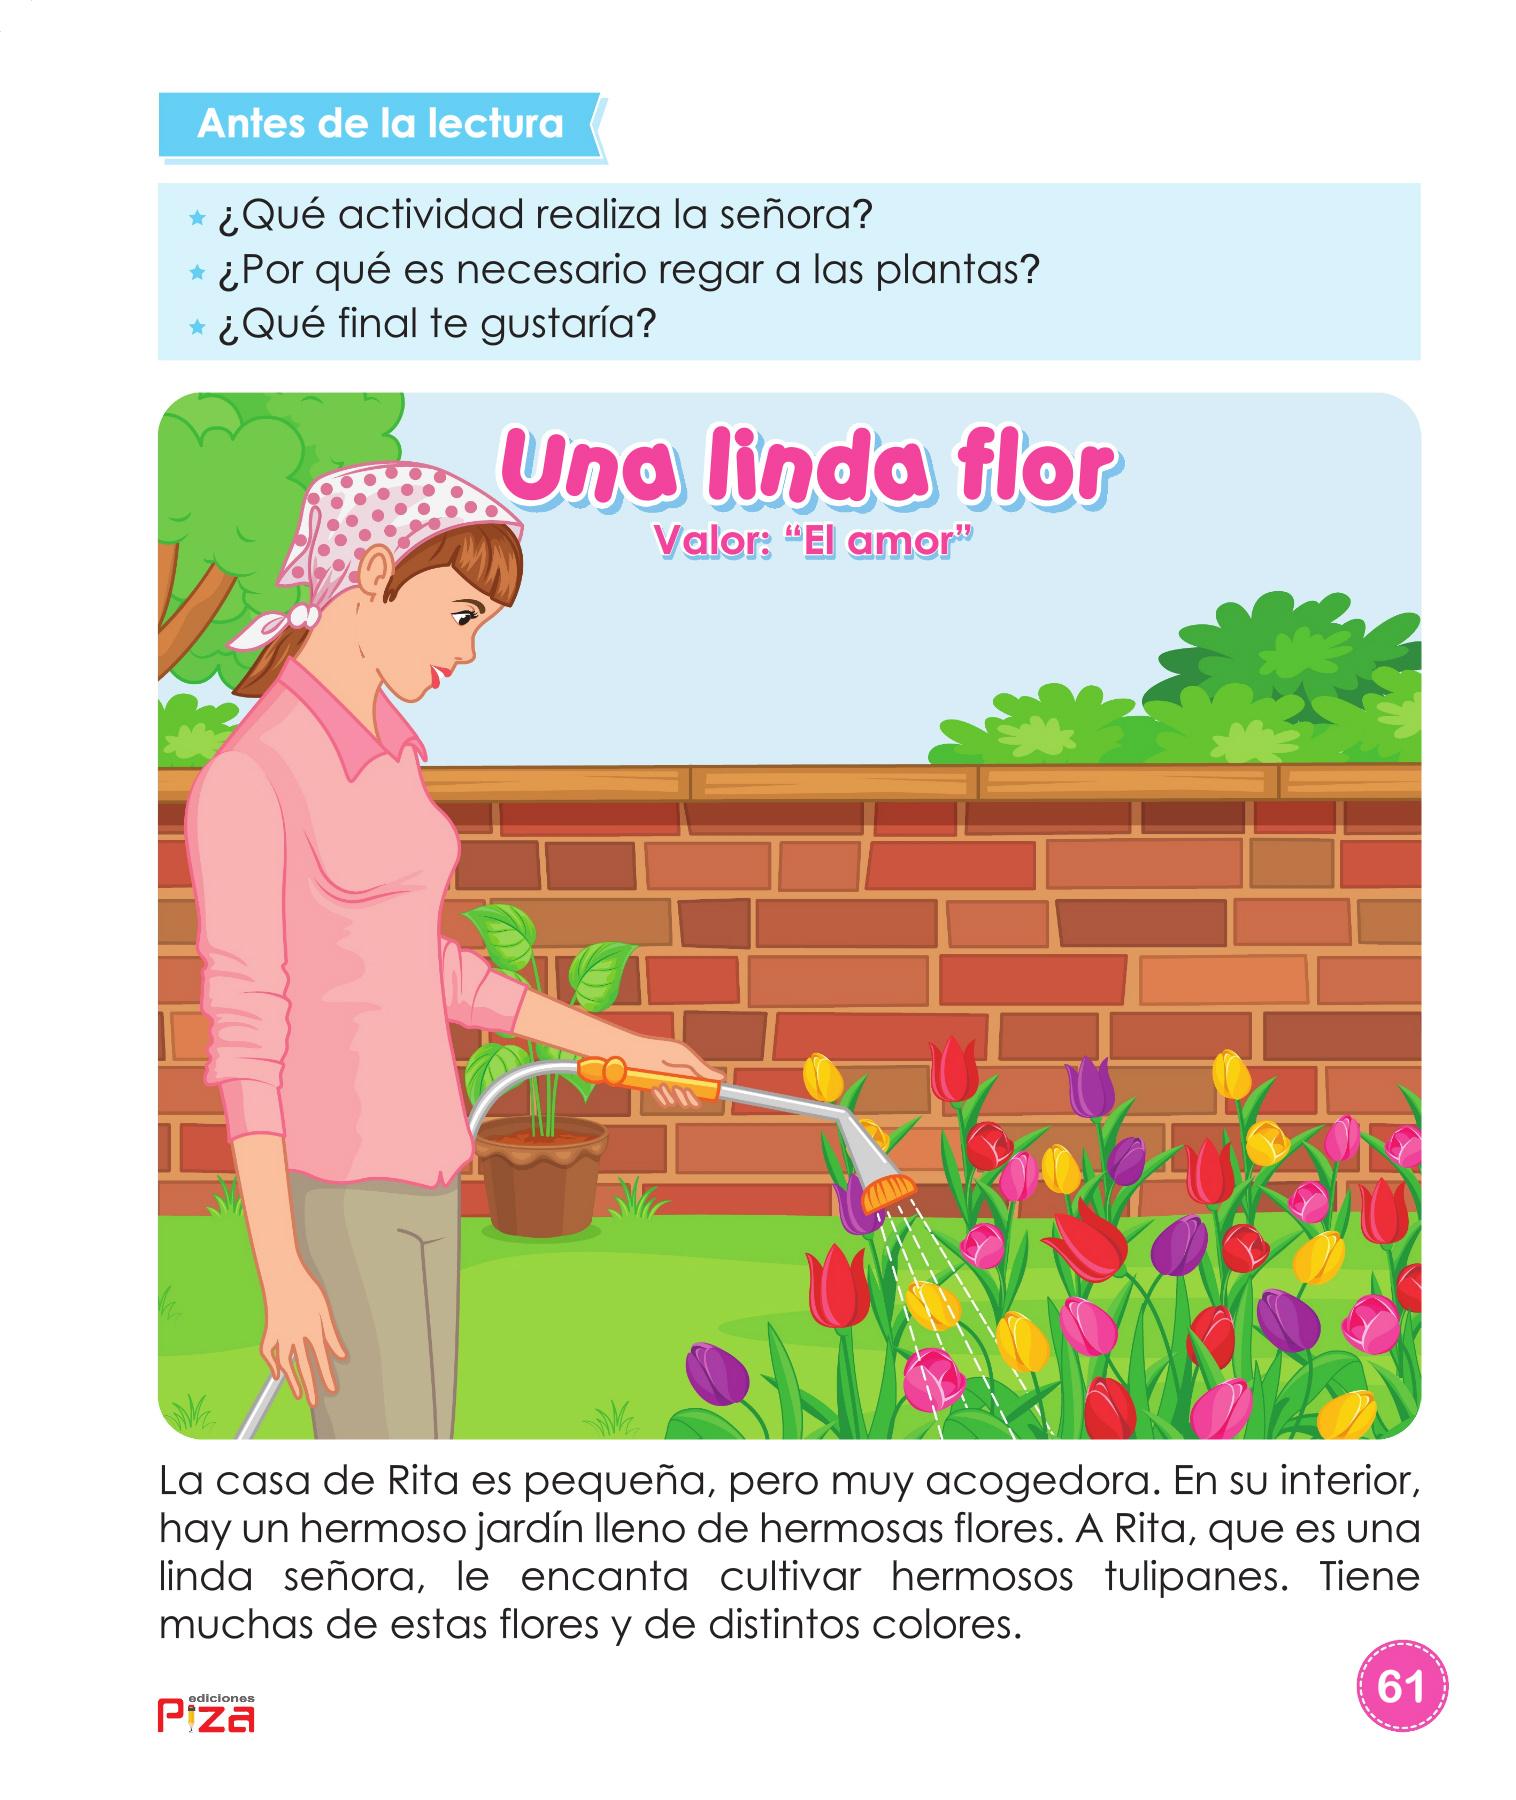 Antes de la lectura
¿Qué actividad realiza la señora?
¿Por qué es necesario regar a las plantas?
¿Qué final te gustaría?
Una linda flor
Valor: “El amor”
La casa de Rita es pequeña, pero muy acogedora. En su interior,
hay un hermoso jardín lleno de hermosas flores. A Rita, que es una
linda señora, le encanta cultivar hermosos tulipanes. Tiene
muchas de estas flores y de distintos colores.
ediciones
Piza
61